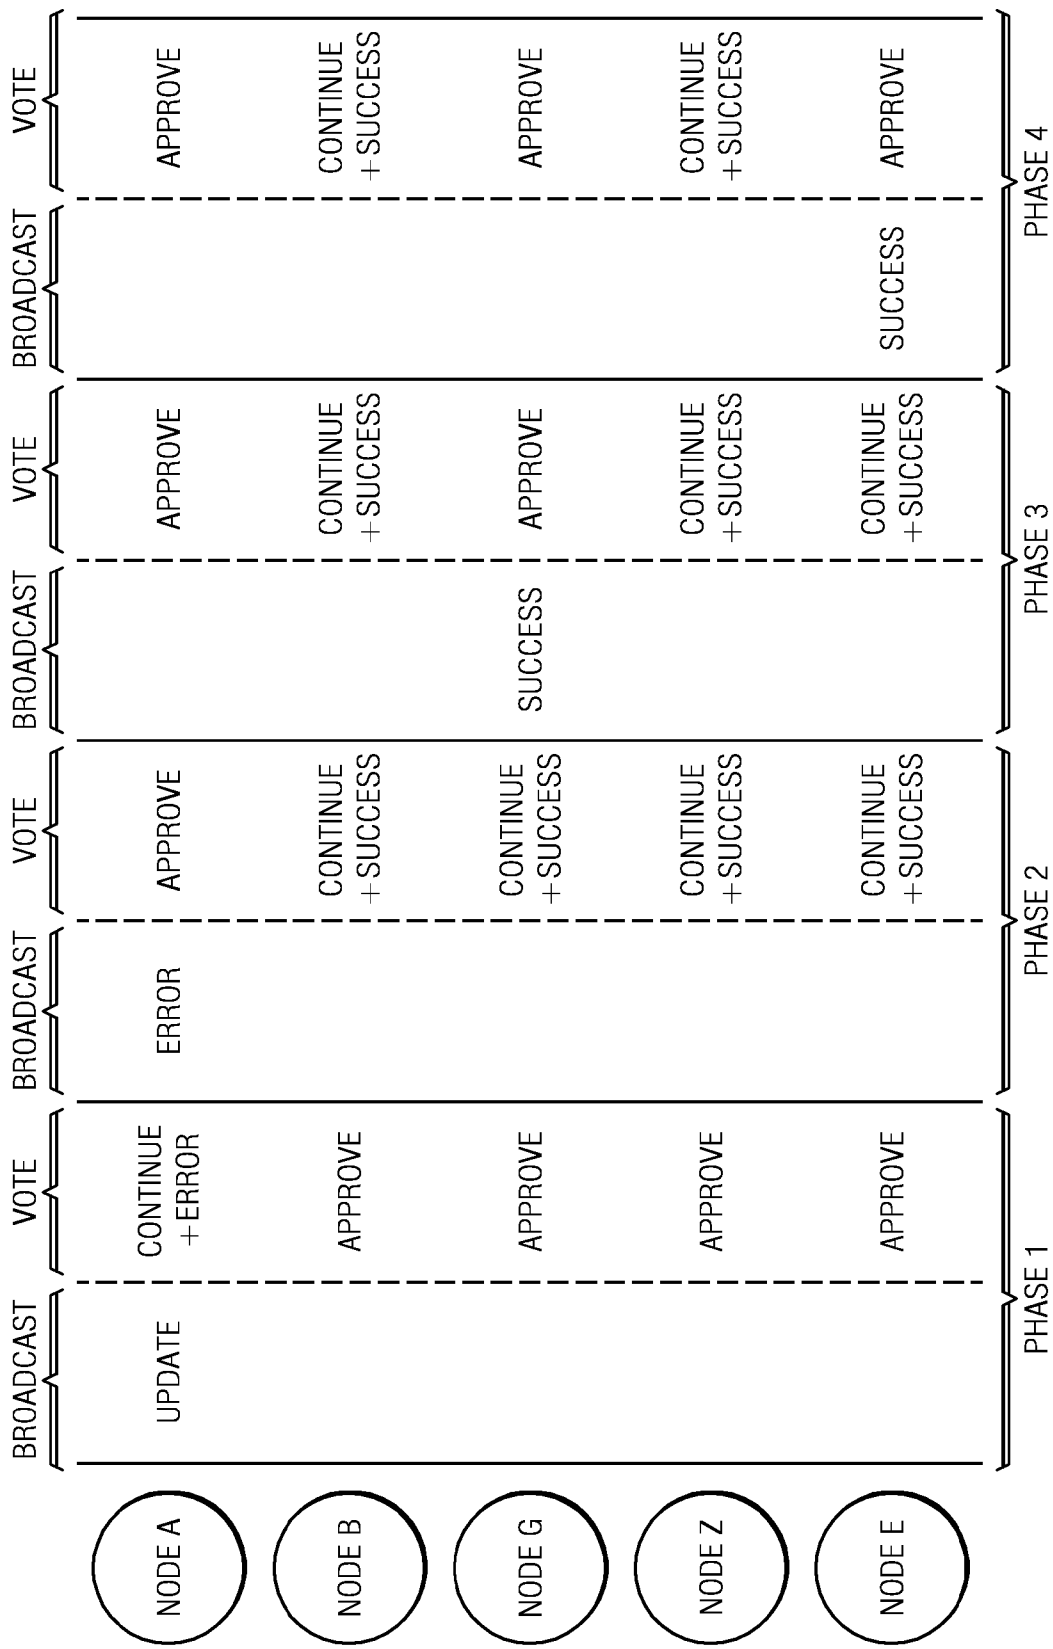 BROADCAST
VOTE
BROADCAST
VOTE
BROADCAST
VOTE
BROADCAST
VOTE
NODE A
UPDATE
CONTINUE
+ERROR
ERROR
APPROVE
APPROVE
APPROVE
NODE B
APPROVE
CONTINUE
+SUCCESS
CONTINUE
+SUCCESS
CONTINUE
+SUCCESS
NODE G
APPROVE
CONTINUE
+SUCCESS
SUCCESS
APPROVE
APPROVE
NODE Z
APPROVE
CONTINUE
+SUCCESS
CONTINUE
+SUCCESS
CONTINUE
+SUCCESS
NODE E
APPROVE
CONTINUE
+SUCCESS
CONTINUE
+SUCCESS
SUCCESS
APPROVE
PHASE 1
PHASE 2
PHASE 3
PHASE 4